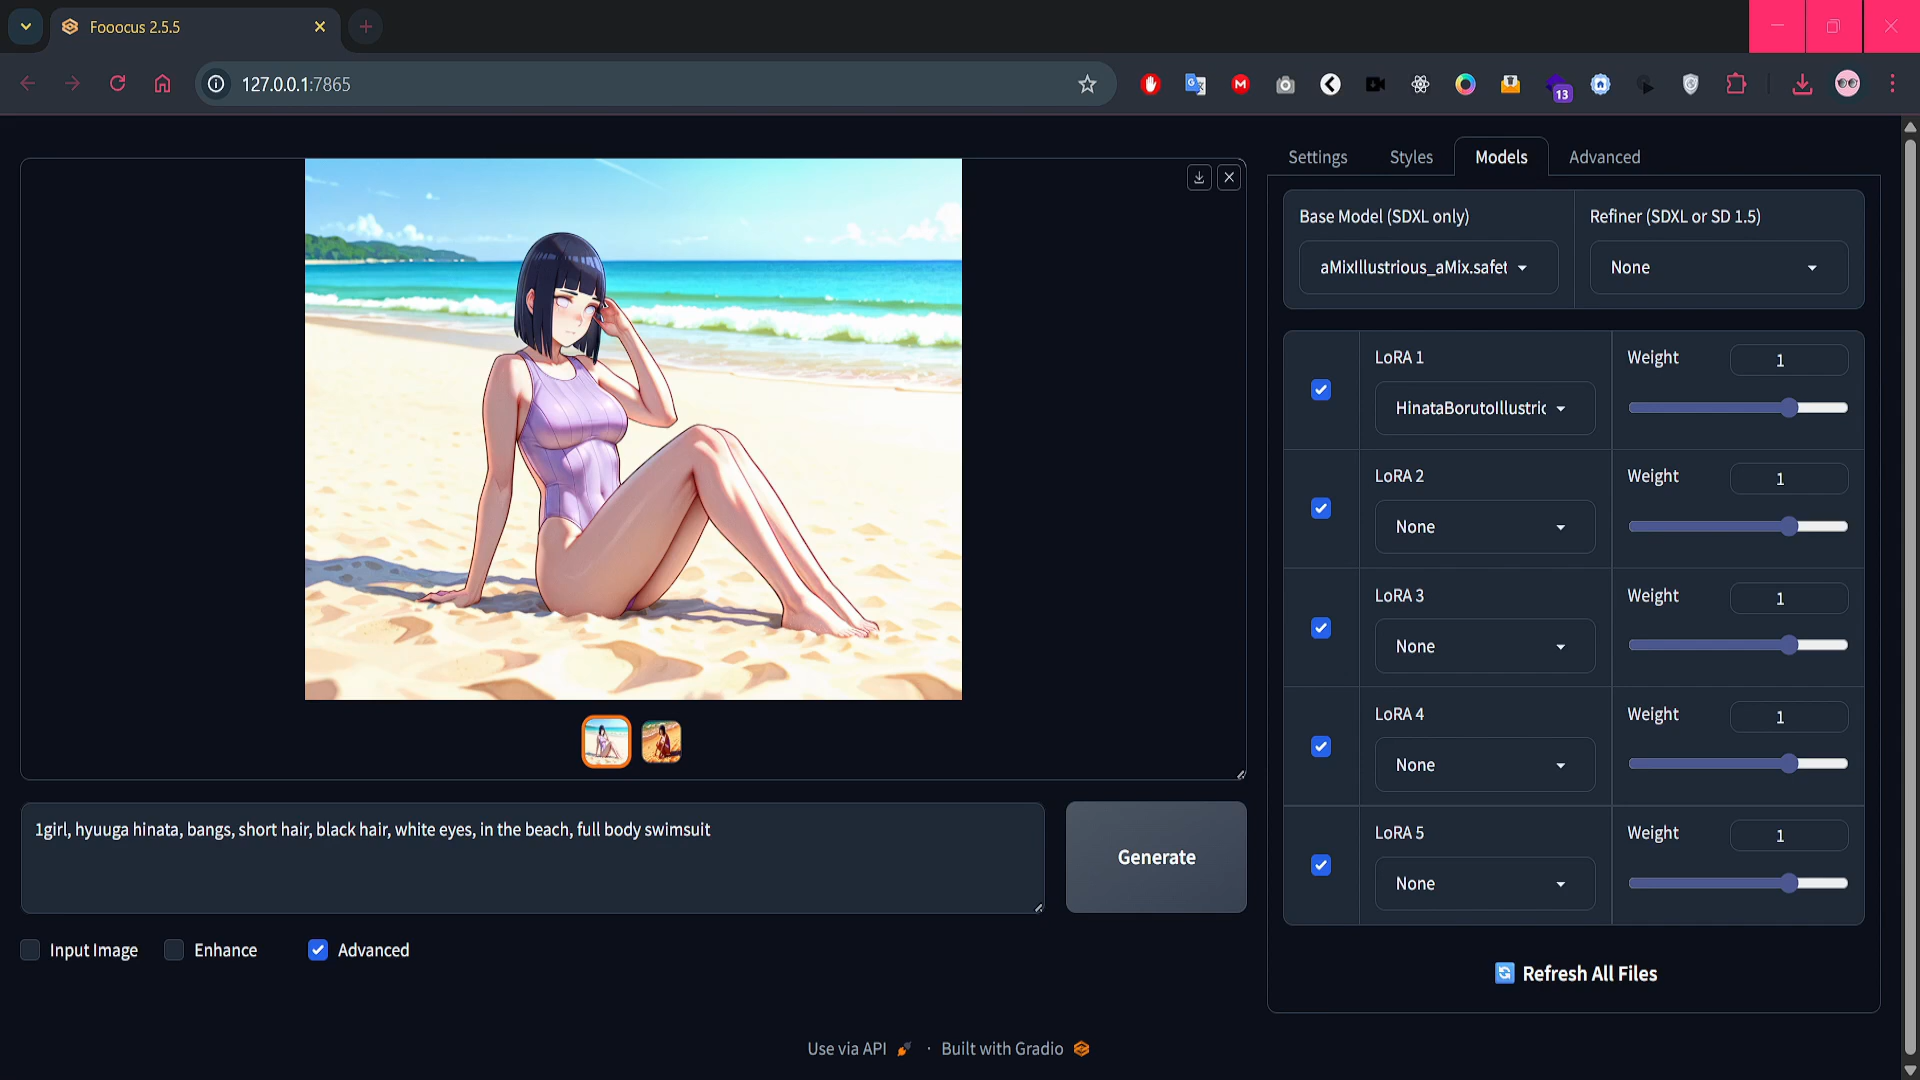 Fooocus 2.5.5
127.0.0.1:7865
13
Settings
Styles
Models
Advanced
Base Model (SDXL only)
Refiner (SDXL or SD 1.5)
aMixIllustrious_aMix.safet
None
LoRA 1
Weight
1
HinataBorutoIllustric
LoRA 2
Weight
1
None
LoRA 3
Weight
1
None
LoRA 4
Weight
1
None
LoRA 5
Weight
1
None
Refresh All Files
1girl, hyuuga hinata, bangs, short hair, black hair, white eyes, in the beach, full body swimsuit
Generate
Input Image
Enhance
Advanced
Use via API · Built with Gradio